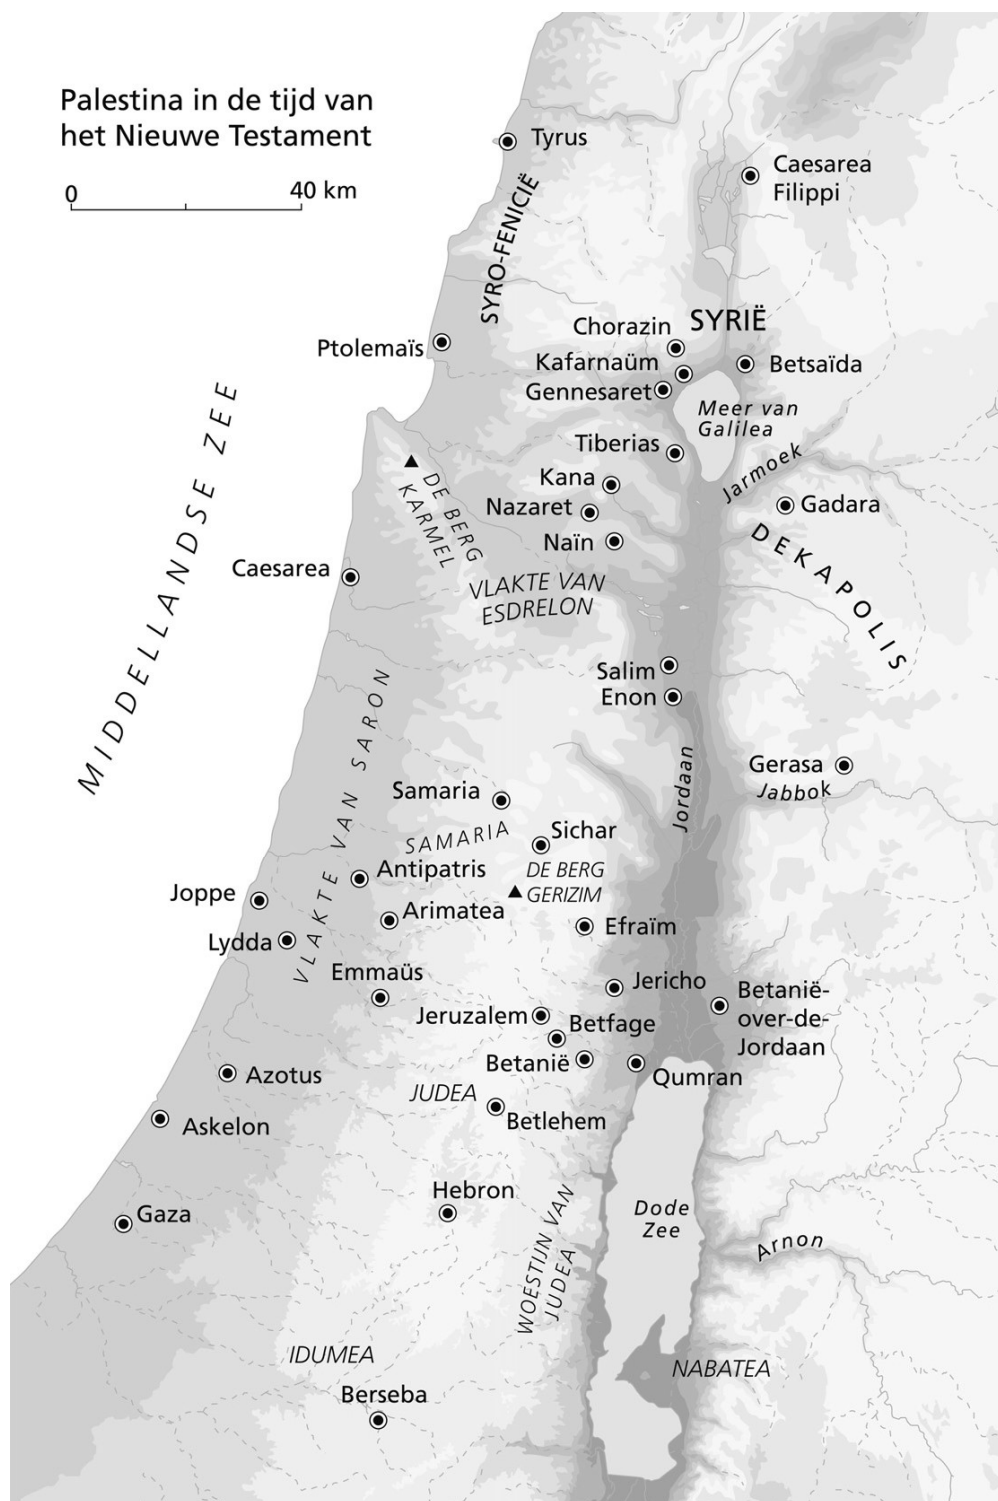 Palestina in de tijd van
het Nieuwe Testament
0
40 km
Tyrus
Caesarea
Filippi
SYRO-FENICIË
SYRIË
Chorazin
Ptolemaïs
Kafarnaüm
Betsaïda
Gennesaret
Meer van
Galilea
MIDDELLANDSE ZEE
Tiberias
Jarmoek
Kana
DE BERG
KARMEL
Nazaret
Gadara
Naïn
DEKAPOLIS
Caesarea
VLAKTE VAN
ESDRELON
Salim
Enon
VLAKTE VAN SARON
Jordaan
Gerasa
Jabbok
Samaria
SAMARIA
Sichar
Antipatris
DE BERG
GERIZIM
Joppe
Arimatea
Efraïm
Lydda
Emmaüs
Jericho
Betanië-
over-de-
Jordaan
Jeruzalem
Betfage
Betanië
Qumran
Azotus
JUDEA
Askelon
Betlehem
Hebron
Gaza
WOESTIJN VAN
JUDEA
Dode
Zee
Arnon
IDUMEA
NABATEA
Berseba